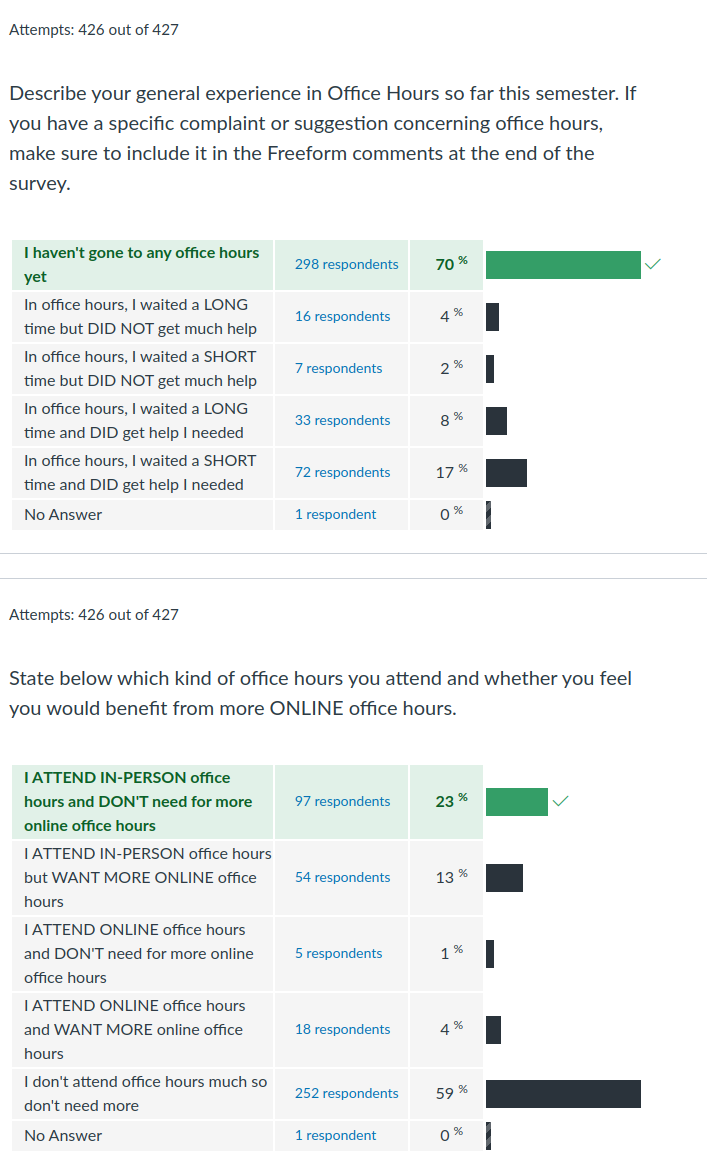 Attempts: 426 out of 427
Describe your general experience in Office Hours so far this semester. If
you have a specific complaint or suggestion concerning office hours,
make sure to include it in the Freeform comments at the end of the
survey.
I haven't gone to any office hours
yet
298 respondents
70 %
In office hours, I waited a LONG
time but DID NOT get much help
16 respondents
4 %
In office hours, I waited a SHORT
time but DID NOT get much help
7 respondents
2 %
In office hours, I waited a LONG
time and DID get help I needed
33 respondents
8 %
In office hours, I waited a SHORT
time and DID get help I needed
72 respondents
17 %
No Answer
1 respondent
0 %
Attempts: 426 out of 427
State below which kind of office hours you attend and whether you feel
you would benefit from more ONLINE office hours.
I ATTEND IN-PERSON office
hours and DON'T need for more
online office hours
97 respondents
23 %
I ATTEND IN-PERSON office hours
but WANT MORE ONLINE office
hours
54 respondents
13 %
I ATTEND ONLINE office hours
and DON'T need for more online
office hours
5 respondents
1 %
I ATTEND ONLINE office hours
and WANT MORE online office
hours
18 respondents
4 %
I don't attend office hours much so
don't need more
252 respondents
59 %
No Answer
1 respondent
0 %